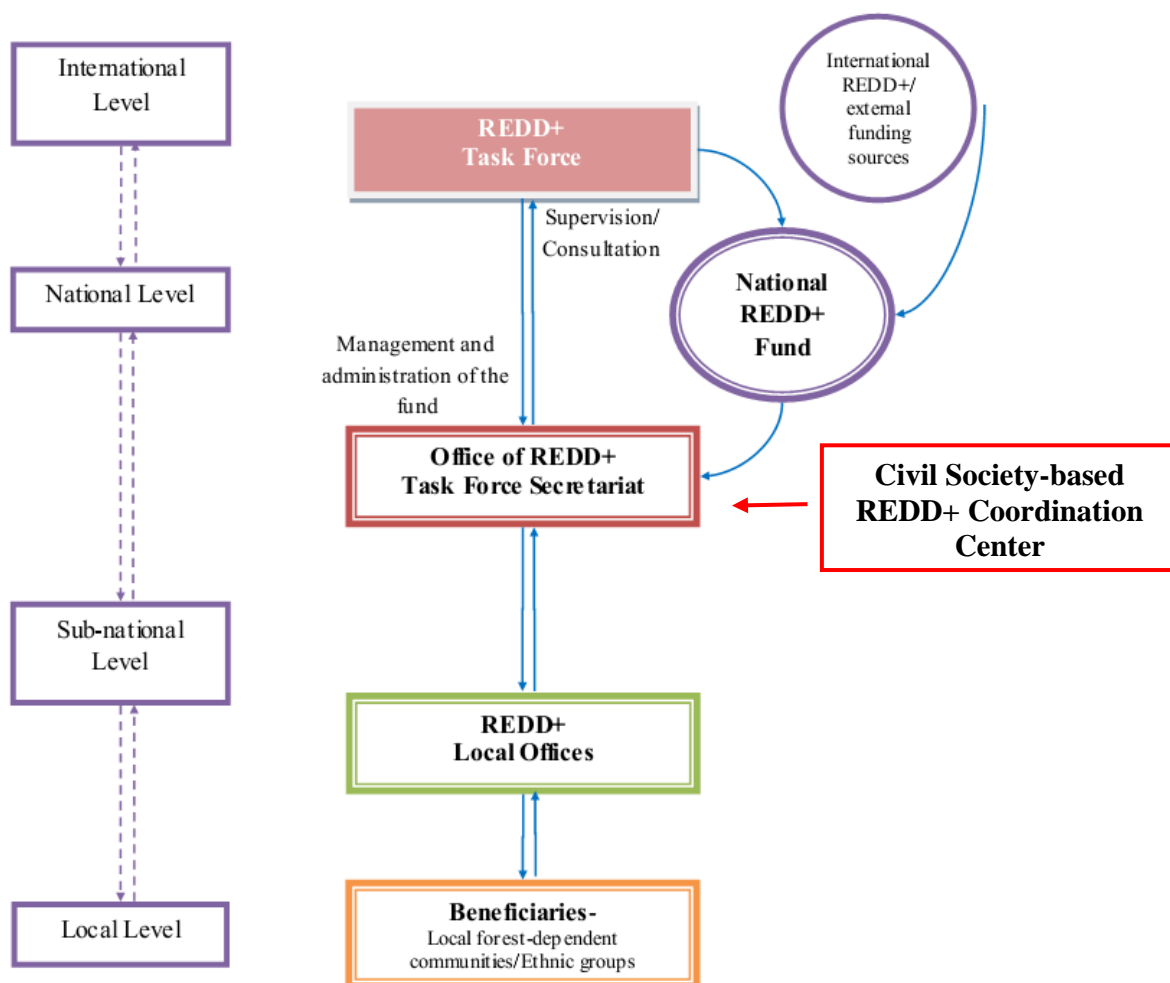 International
Level
National Level
Sub-national
Level
Local Level
REDD+
Task Force
International
REDD+/
external
funding
sources
Supervision/
Consultation
National
REDD+
Fund
Management and
administration of the
fund
Office of REDD+
Task Force Secretariat
Civil Society-based
REDD+ Coordination
Center
REDD+
Local Offices
Beneficiaries-
Local forest-dependent
communities/Ethnic groups